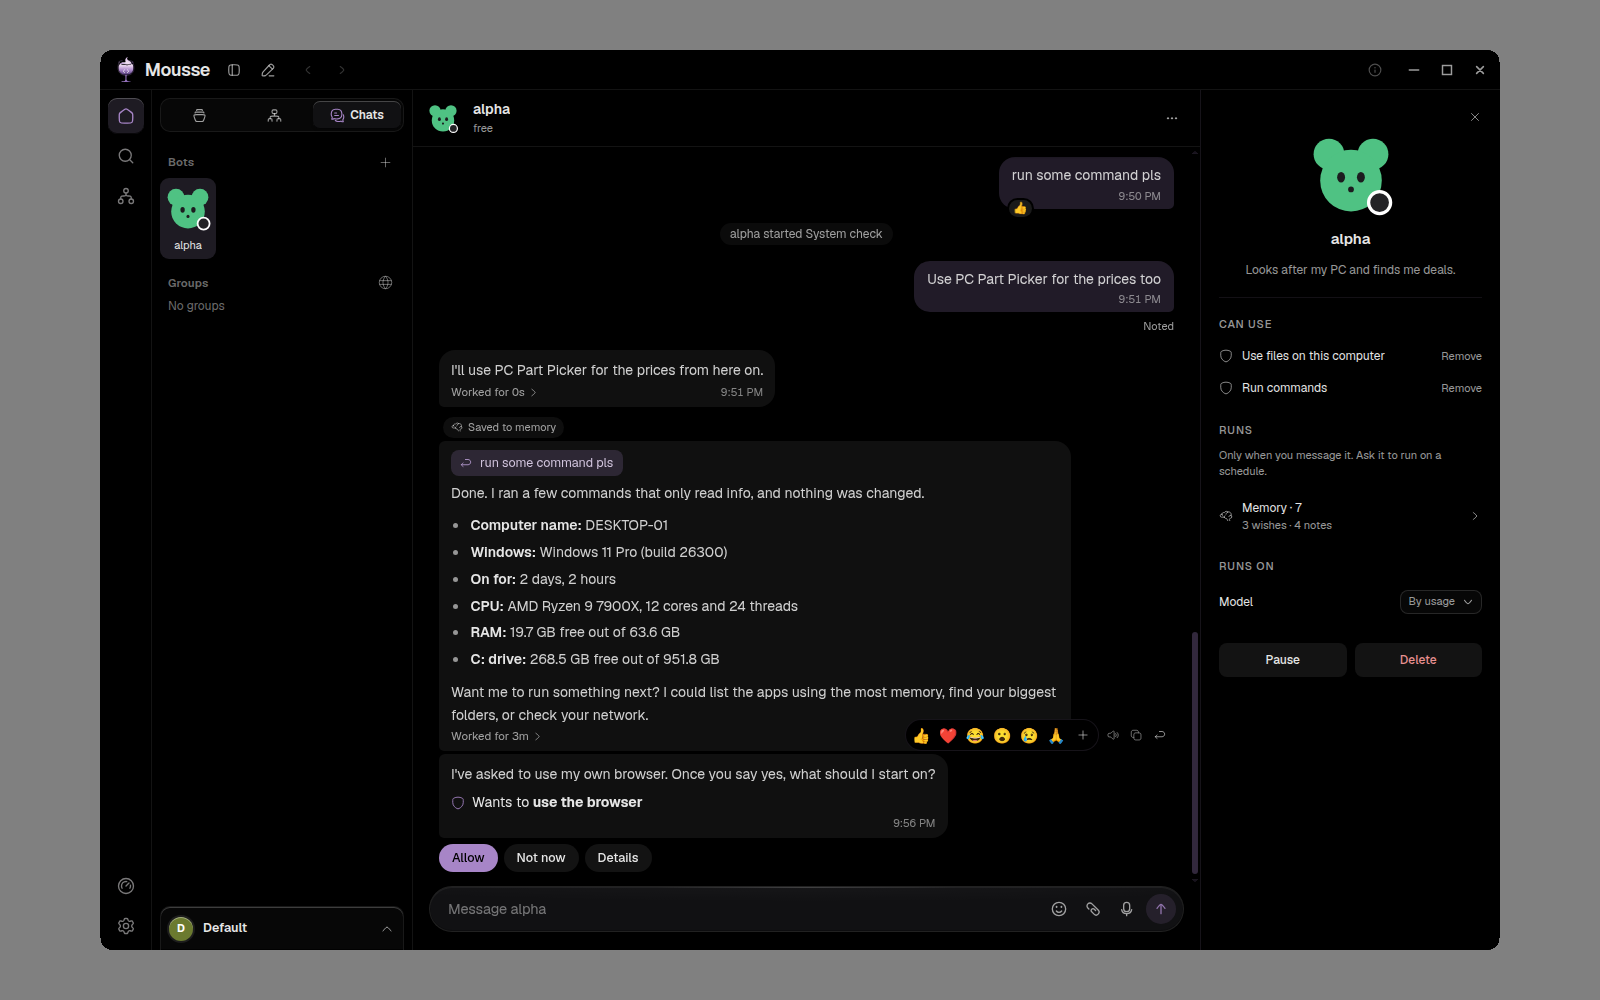 Mousse
Chats
Bots
alpha
Groups
No groups
D
Default
alpha
free
run some command pls
9:50 PM
alpha started System check
Use PC Part Picker for the prices too
9:51 PM
Noted
I'll use PC Part Picker for the prices from here on.
Worked for 0s
9:51 PM
Saved to memory
run some command pls
Done. I ran a few commands that only read info, and nothing was changed.
Computer name: DESKTOP-01
Windows: Windows 11 Pro (build 26300)
On for: 2 days, 2 hours
CPU: AMD Ryzen 9 7900X, 12 cores and 24 threads
RAM: 19.7 GB free out of 63.6 GB
C: drive: 268.5 GB free out of 951.8 GB
Want me to run something next? I could list the apps using the most memory, find your biggest
folders, or check your network.
Worked for 3m
I've asked to use my own browser. Once you say yes, what should I start on?
Wants to use the browser
9:56 PM
Allow
Not now
Details
Message alpha
alpha
Looks after my PC and finds me deals.
CAN USE
Use files on this computer
Remove
Run commands
Remove
RUNS
Only when you message it. Ask it to run on a
schedule.
Memory · 7
3 wishes · 4 notes
RUNS ON
Model
By usage
Pause
Delete